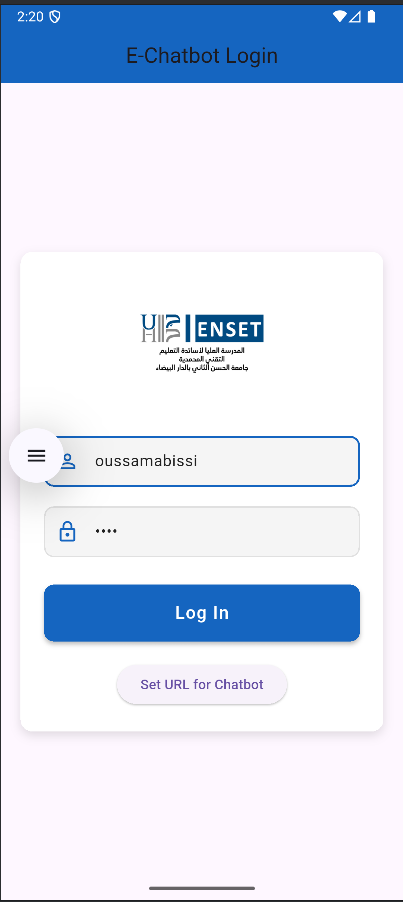 2:20
E-Chatbot Login
UH ENSET
المدرسة العليا لأساتذة التعليم
التقني المحمدية
جامعة الحسن الثاني بالدار البيضاء
oussamabissi
••••
Log In
Set URL for Chatbot